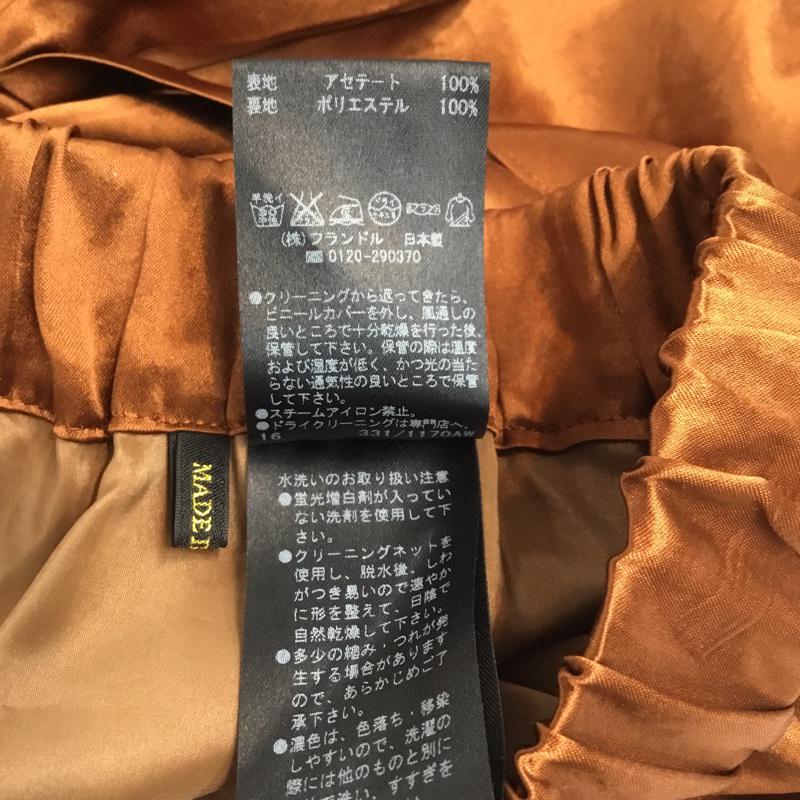 表地 アセテート 100%
裏地 ポリエステル 100%
手洗イ
中性
(株)フランドル 日本製
☎ 0120-290370
●クリーニングから返ってきたら、
ビニールカバーを外し、風通しの
良いところで十分乾燥を行った後、
保管して下さい。保管の際は温度
および湿度が低く、かつ光の当た
らない通気性の良いところで保管
して下さい。
●スチームアイロン禁止。
●ドライクリーニングは専門店へ。
16 331/1170AW
MADE I
水洗いのお取り扱い注意
●蛍光増白剤が入ってい
ない洗剤を使用して下
さい。
●クリーニングネットを
使用し、脱水後、しわ
がつき易いので速やか
に形を整えて、日陰で
自然乾燥して下さい。
●多少の縮み、つれが発
生する場合があります
ので、あらかじめご了
承下さい。
●濃色は、色落ち、移染
しやすいので、洗濯の
際には他のものと別に
洗い、すすぎを